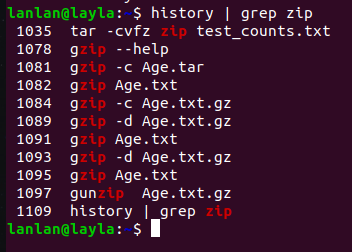 lanlan@layla:~$ history | grep zip
1035 tar -cvfz zip test_counts.txt
1078 gzip --help
1081 gzip -c Age.tar
1082 gzip Age.txt
1084 gzip -c Age.txt.gz
1089 gzip -d Age.txt.gz
1091 gzip Age.txt
1093 gzip -d Age.txt.gz
1095 gzip Age.txt
1097 gunzip  Age.txt.gz
1109 history | grep zip
lanlan@layla:~$